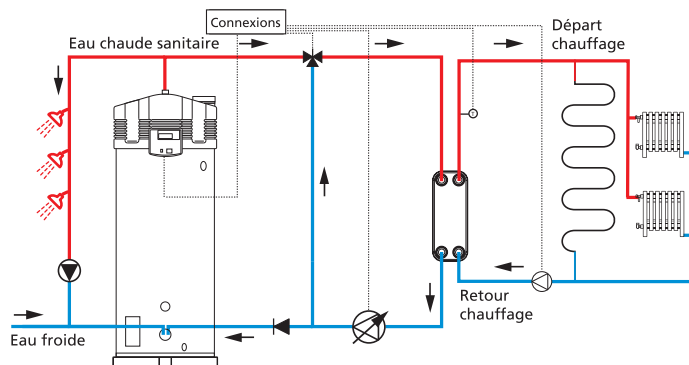 Connexions
Eau chaude sanitaire
Départ
chauffage
T
Retour
chauffage
Eau froide